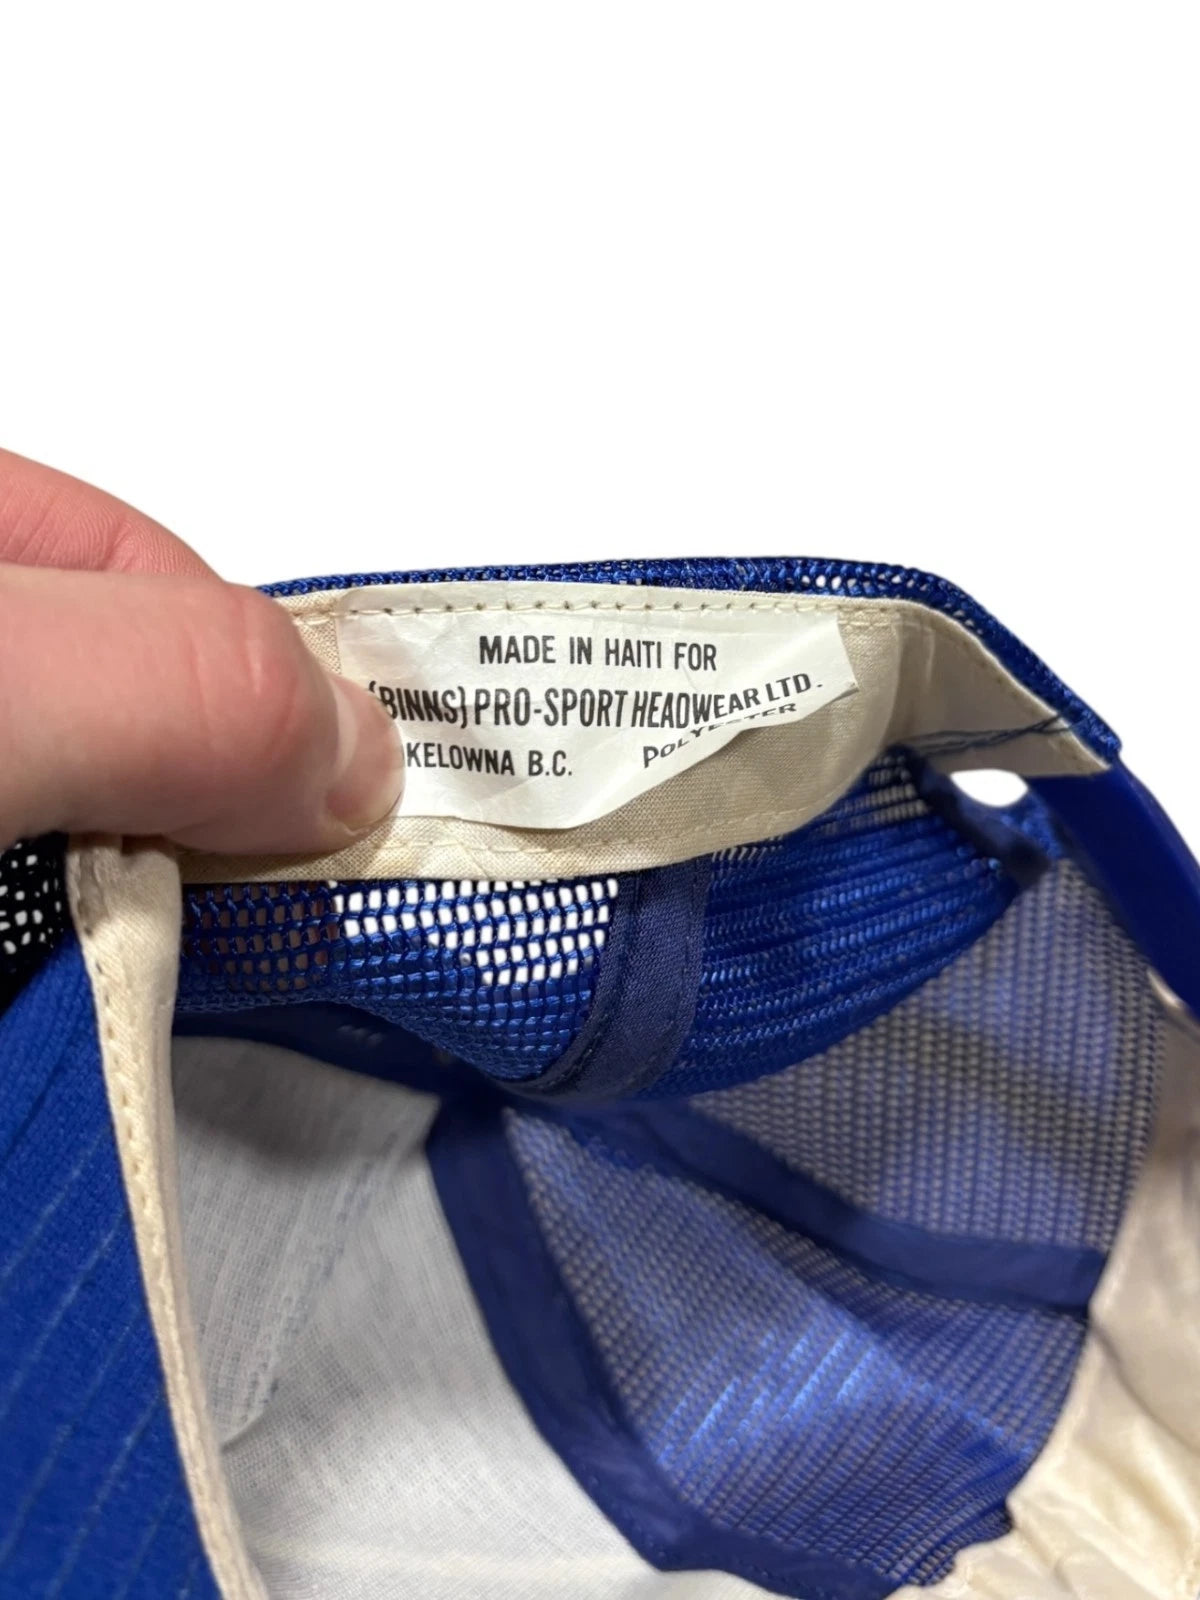 MADE IN HAITI FOR
{BINNS} PRO-SPORT HEADWEAR LTD.
KELOWNA B.C. POLYESTER